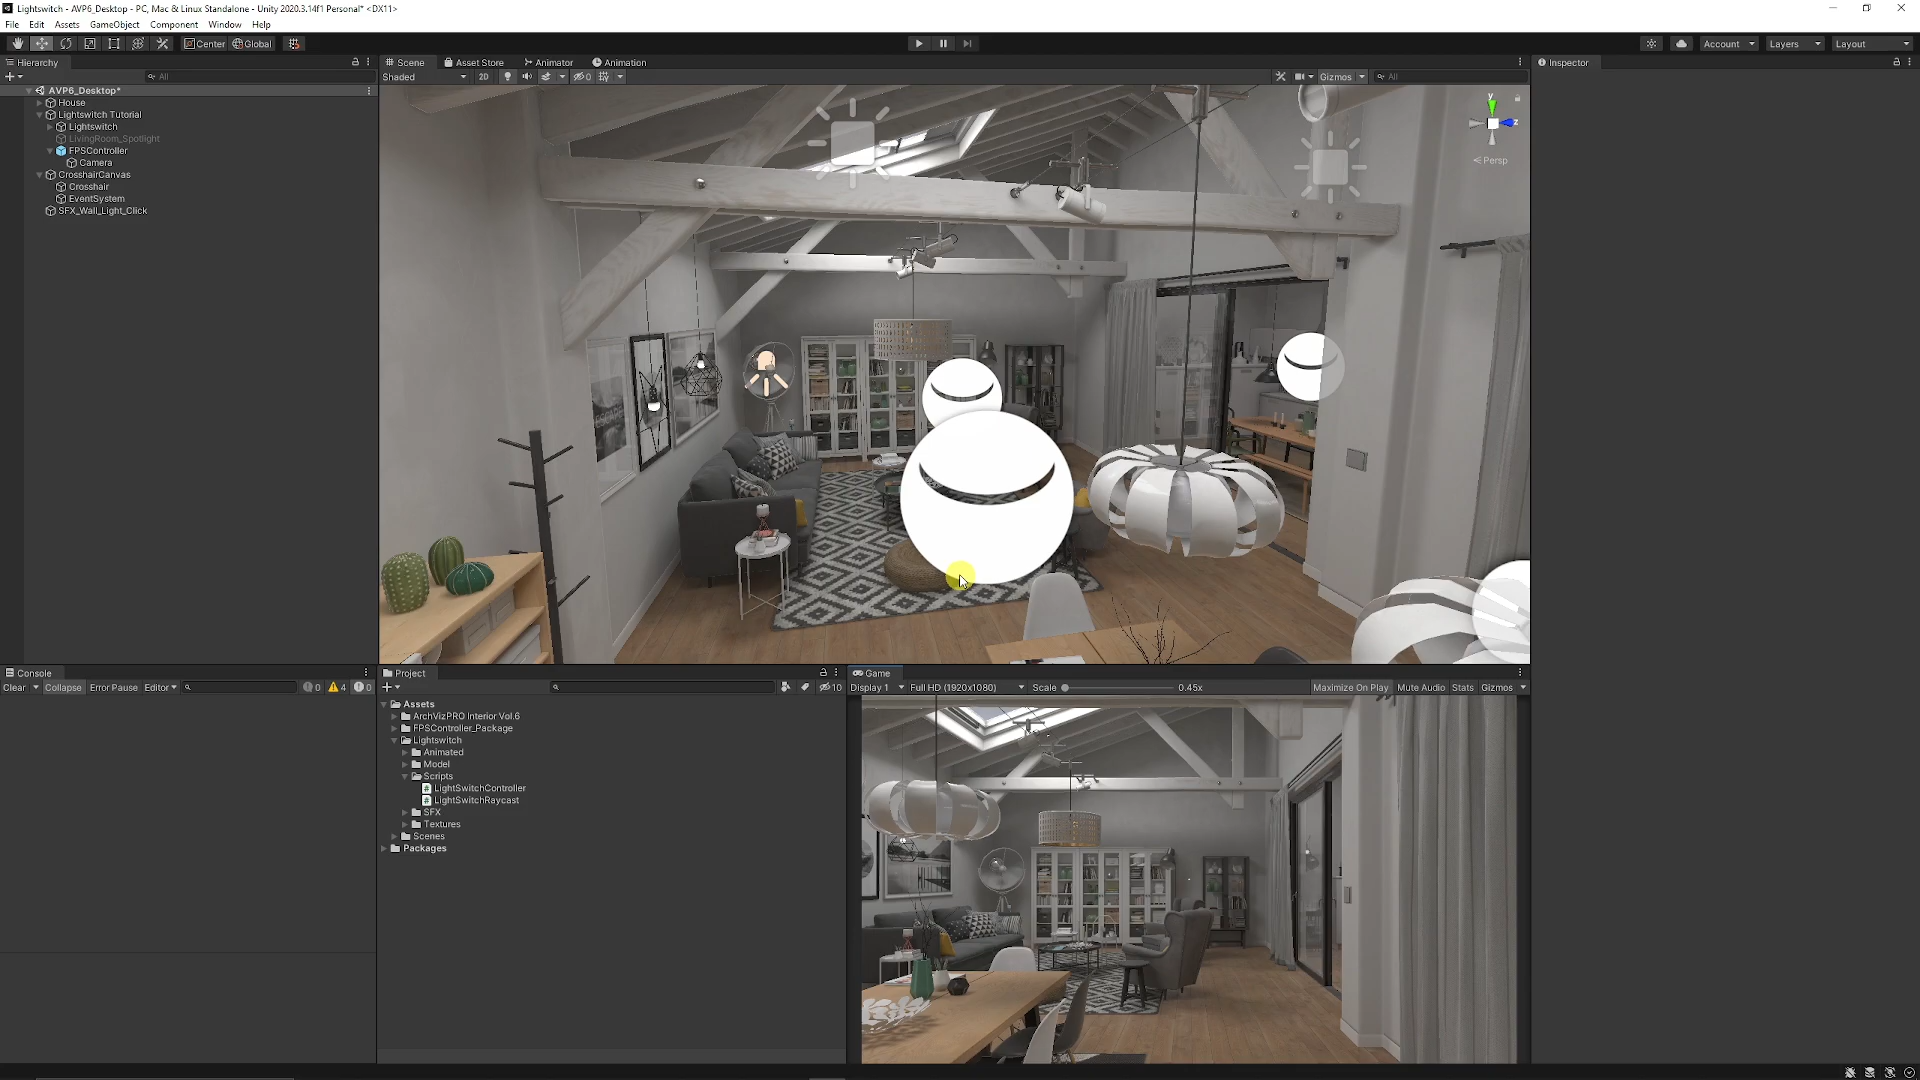 Lightswitch - AVP6_Desktop - PC, Mac & Linux Standalone - Unity 2020.3.14f1 Personal* <DX11>
File Edit Assets GameObject Component Window Help
Center Global Account Layers Layout
Hierarchy Scene Asset Store Animator Animation Inspector
All Shaded 2D 0 Gizmos All
AVP6_Desktop*
House
Lightswitch Tutorial
Lightswitch
LivingRoom_Spotlight
FPSController
Camera
CrosshairCanvas
Crosshair
EventSystem
SFX_Wall_Light_Click
y
z
Persp
Console Project Game
Clear Collapse Error Pause Editor 0 4 0 10 Display 1 Full HD (1920x1080) Scale 0.45x Maximize On Play Mute Audio Stats Gizmos
Assets
ArchVizPRO Interior Vol.6
FPSController_Package
Lightswitch
Animated
Model
Scripts
LightSwitchController
LightSwitchRaycast
SFX
Textures
Scenes
Packages